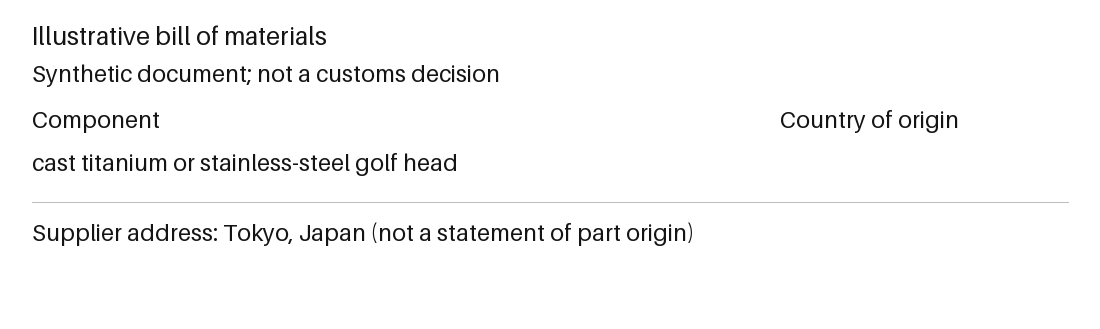 Illustrative bill of materials
Synthetic document; not a customs decision
Component Country of origin
cast titanium or stainless-steel golf head
Supplier address: Tokyo, Japan (not a statement of part origin)